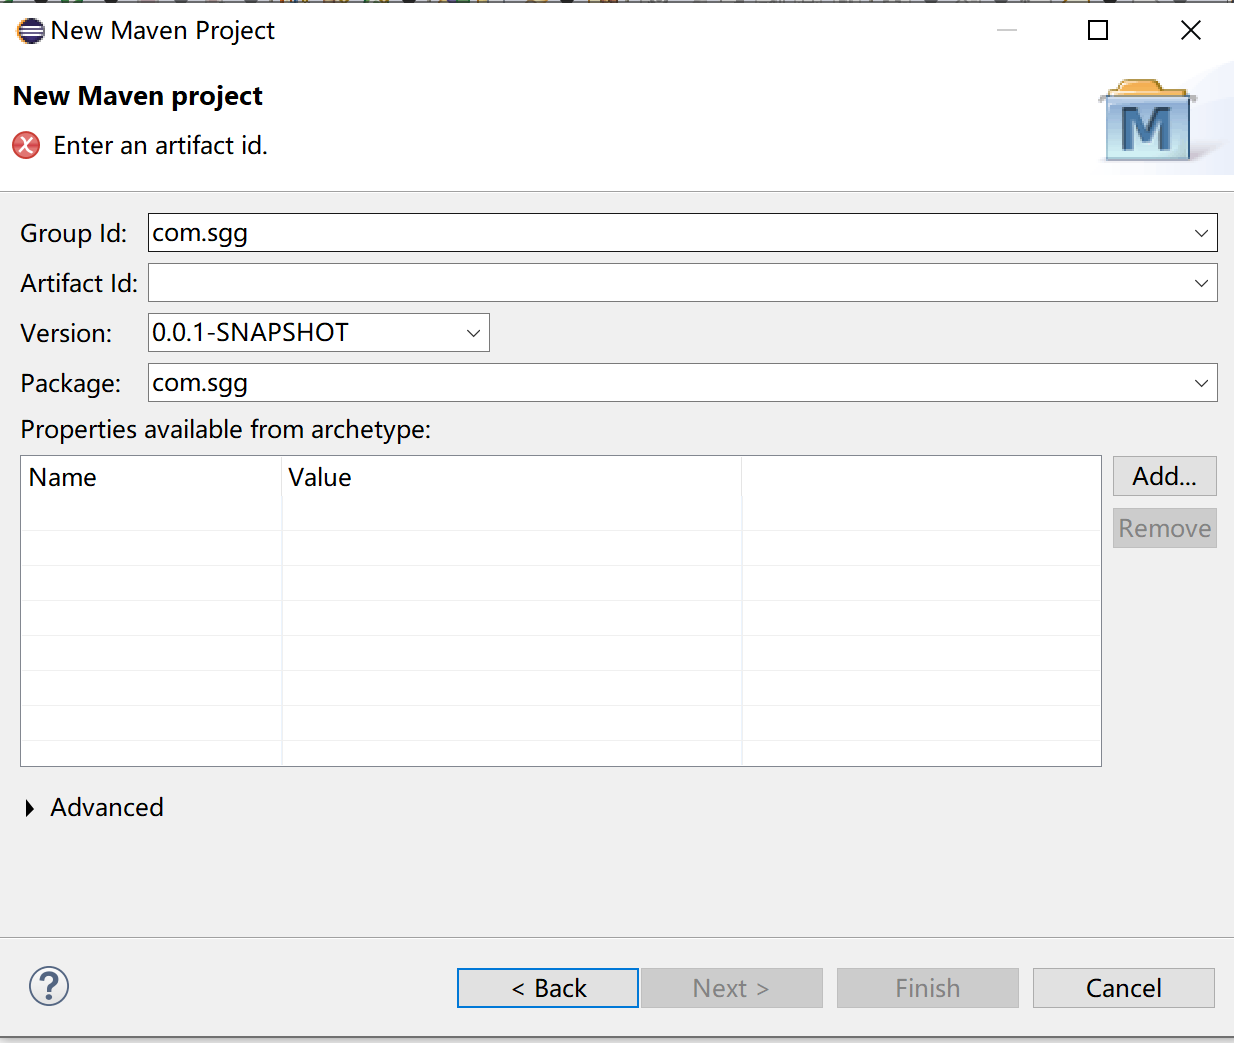 New Maven Project
New Maven project
Enter an artifact id.
M
Group Id: com.sgg
Artifact Id:
Version: 0.0.1-SNAPSHOT
Package: com.sgg
Properties available from archetype:
Name Value
Add...
Remove
Advanced
? < Back Next > Finish Cancel